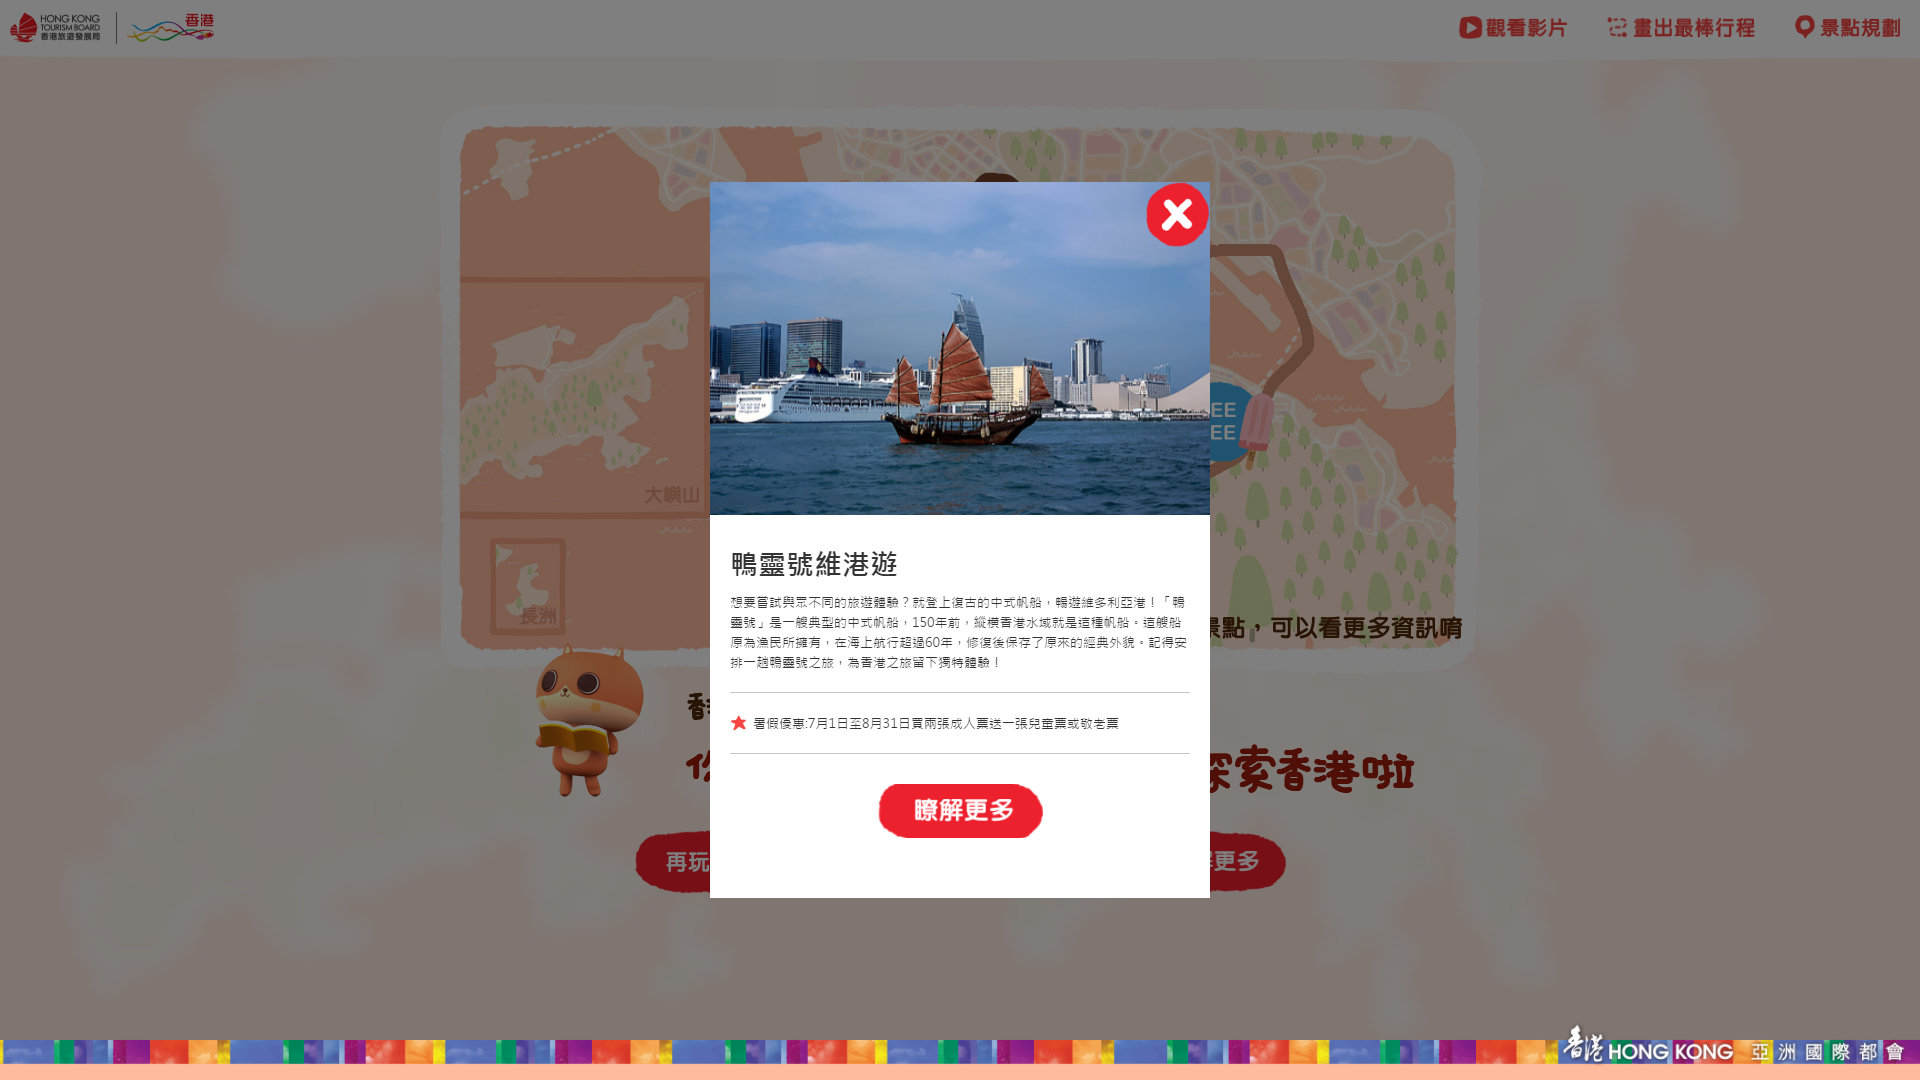 HONG KONG
TOURISM BOARD
香港旅遊發展局
香港
觀看影片
畫出最棒行程
景點規劃
大嶼山
長洲
鴨靈號維港遊
想要嘗試與眾不同的旅遊體驗？就登上復古的中式帆船，暢遊維多利亞港！「鴨
靈號」是一艘典型的中式帆船，150年前，縱橫香港水域就是這種帆船。這艘船
原為漁民所擁有，在海上航行超過60年，修復後保存了原來的經典外貌。記得安
排一趟鴨靈號之旅，為香港之旅留下獨特體驗！
暑假優惠:7月1日至8月31日買兩張成人票送一張兒童票或敬老票
瞭解更多
EE
EE
景點，可以看更多資訊唷
探索香港啦
再玩
更多
香港 HONG KONG 亞洲國際都會